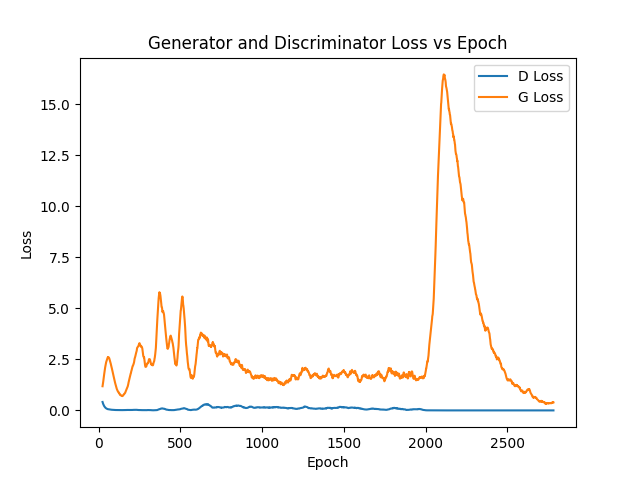 Generator and Discriminator Loss vs Epoch
D Loss
G Loss
15.0
12.5
10.0
7.5
5.0
2.5
0.0
Loss
0
500
1000
1500
2000
2500
Epoch